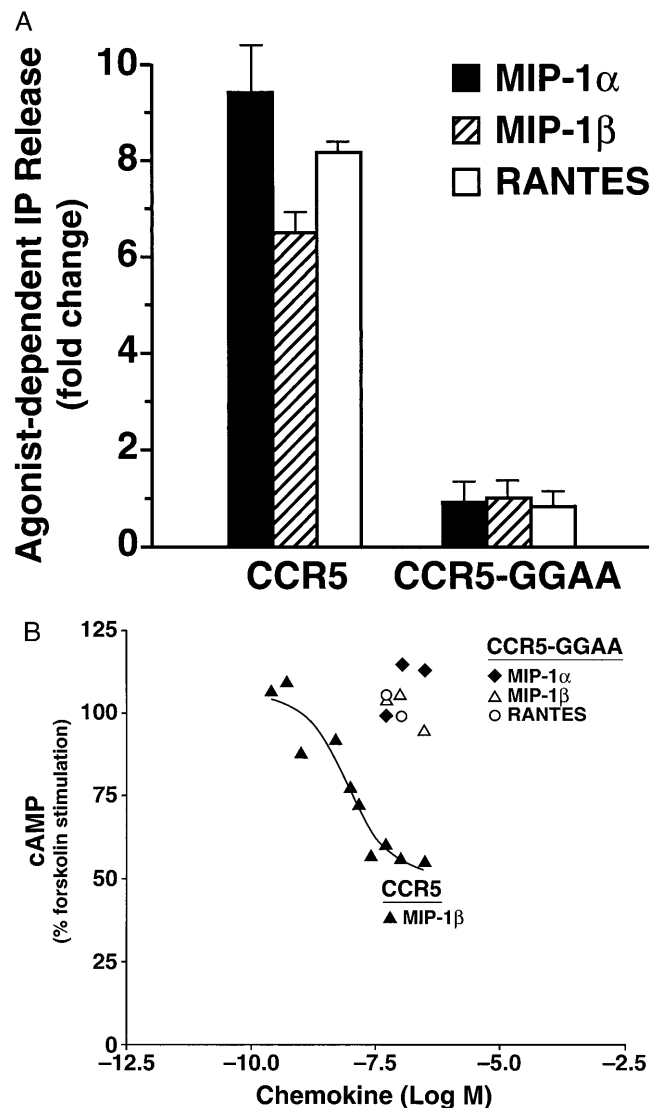 A
Agonist-dependent IP Release
(fold change)
10
8
6
4
2
0
MIP-1α
MIP-1β
RANTES
CCR5
CCR5-GGAA
B
cAMP
(% forskolin stimulation)
125
100
75
50
25
0
CCR5-GGAA
MIP-1α
MIP-1β
RANTES
CCR5
MIP-1β
–12.5
–10.0
–7.5
–5.0
–2.5
Chemokine (Log M)